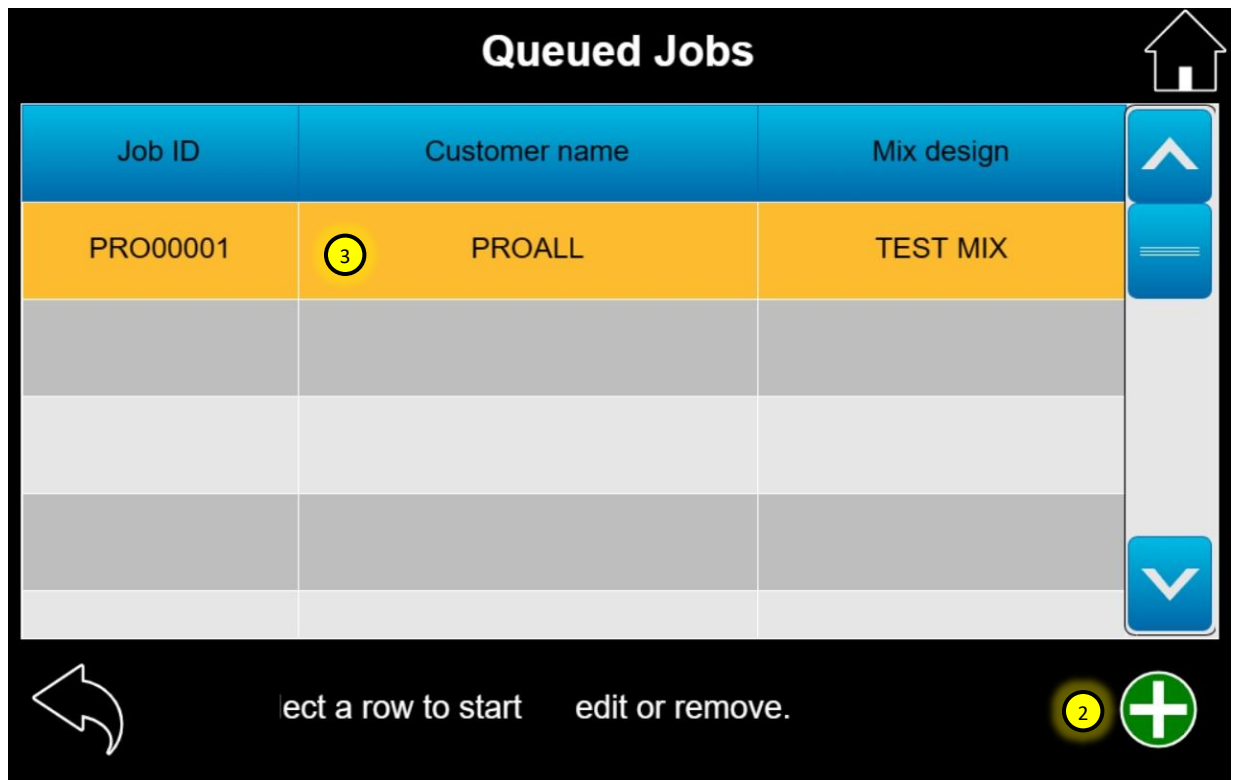 Queued Jobs
Job ID Customer name Mix design
PRO00001 3 PROALL TEST MIX
lect a row to start edit or remove.
2